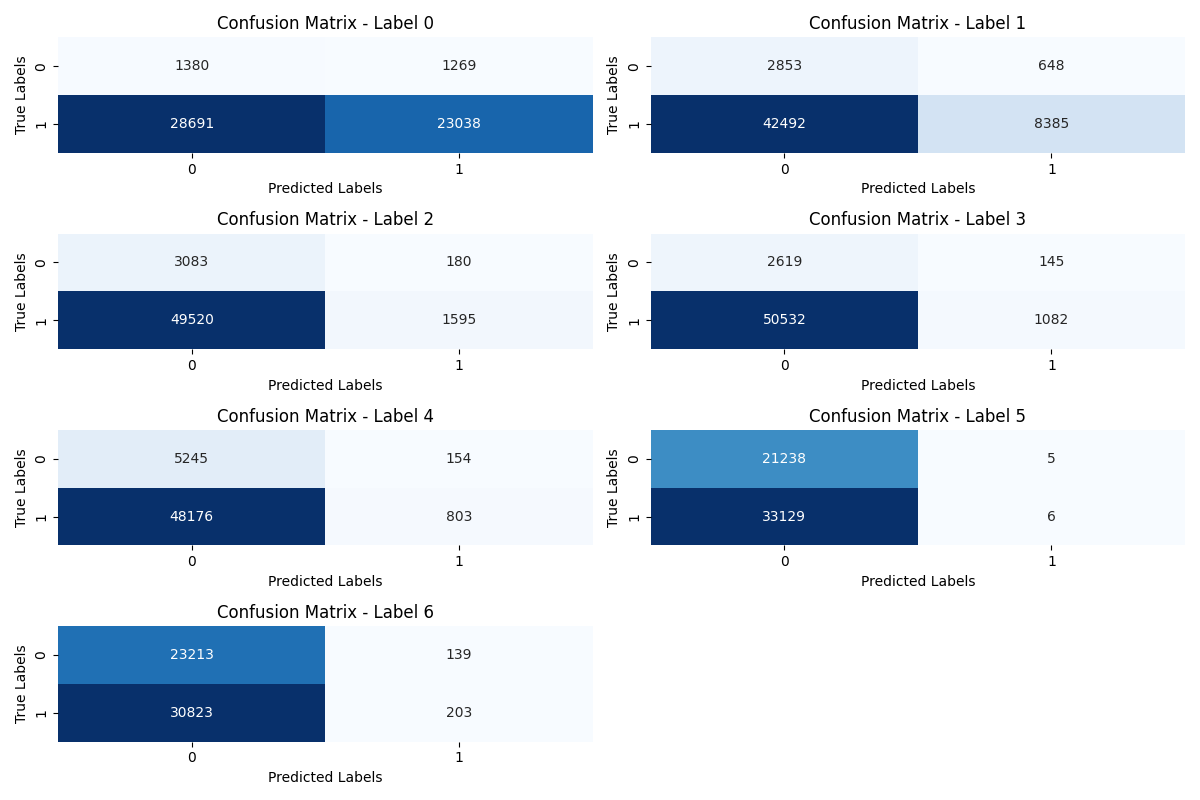 Confusion Matrix - Label 0
True Labels
0
1380
1269
1
28691
23038
0
1
Predicted Labels
Confusion Matrix - Label 1
True Labels
0
2853
648
1
42492
8385
0
1
Predicted Labels
Confusion Matrix - Label 2
True Labels
0
3083
180
1
49520
1595
0
1
Predicted Labels
Confusion Matrix - Label 3
True Labels
0
2619
145
1
50532
1082
0
1
Predicted Labels
Confusion Matrix - Label 4
True Labels
0
5245
154
1
48176
803
0
1
Predicted Labels
Confusion Matrix - Label 5
True Labels
0
21238
5
1
33129
6
0
1
Predicted Labels
Confusion Matrix - Label 6
True Labels
0
23213
139
1
30823
203
0
1
Predicted Labels